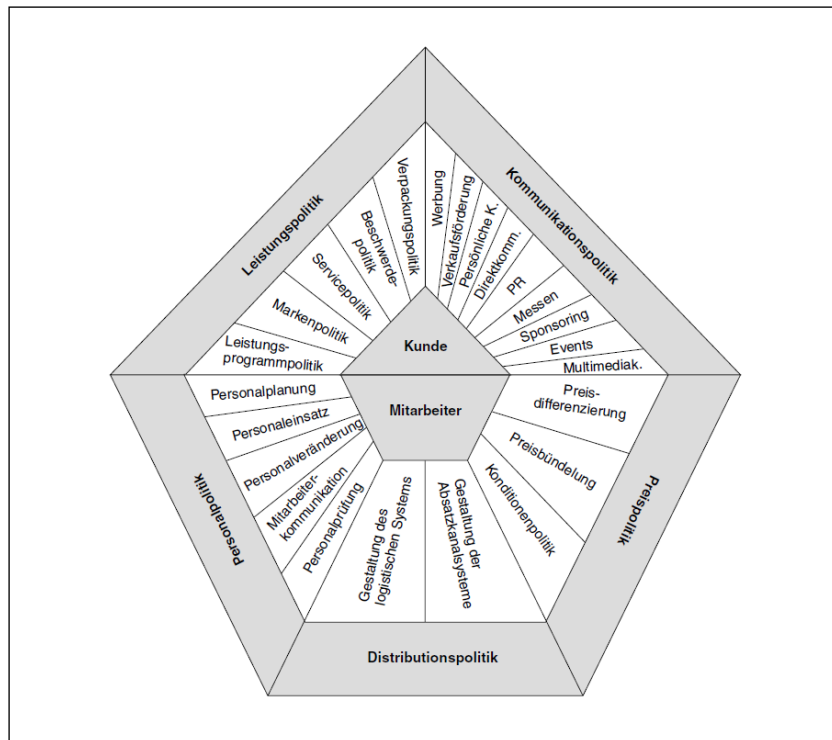 Leistungspolitik
Kommunikationspolitik
Preispolitik
Distributionspolitik
Personalpolitik
Kunde
Mitarbeiter
Leistungs-
programmpolitik
Markenpolitik
Servicepolitik
Beschwerde-
politik
Verpackungspolitik
Werbung
Verkaufsförderung
Persönliche K.
Direktkomm.
PR
Messen
Sponsoring
Events
Multimediak.
Preis-
differenzierung
Preisbündelung
Konditionenpolitik
Gestaltung der
Absatzkanalsysteme
Gestaltung des
logistischen Systems
Personalprüfung
Mitarbeiter-
kommunikation
Personalveränderung
Personaleinsatz
Personalplanung